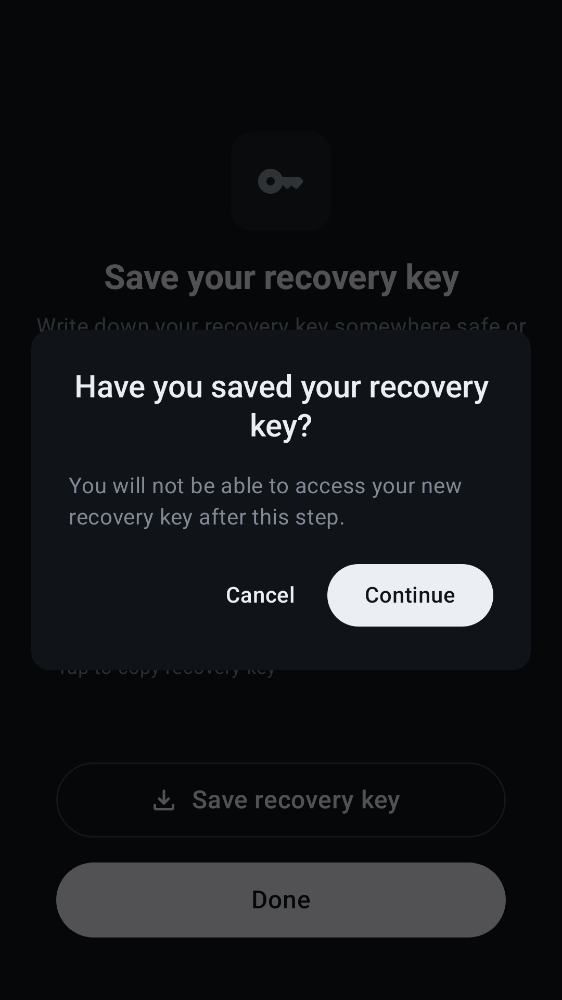 Save your recovery key
Write down your recovery key somewhere safe or
Have you saved your recovery
key?
You will not be able to access your new
recovery key after this step.
Cancel
Continue
Tap to copy recovery key
Save recovery key
Done